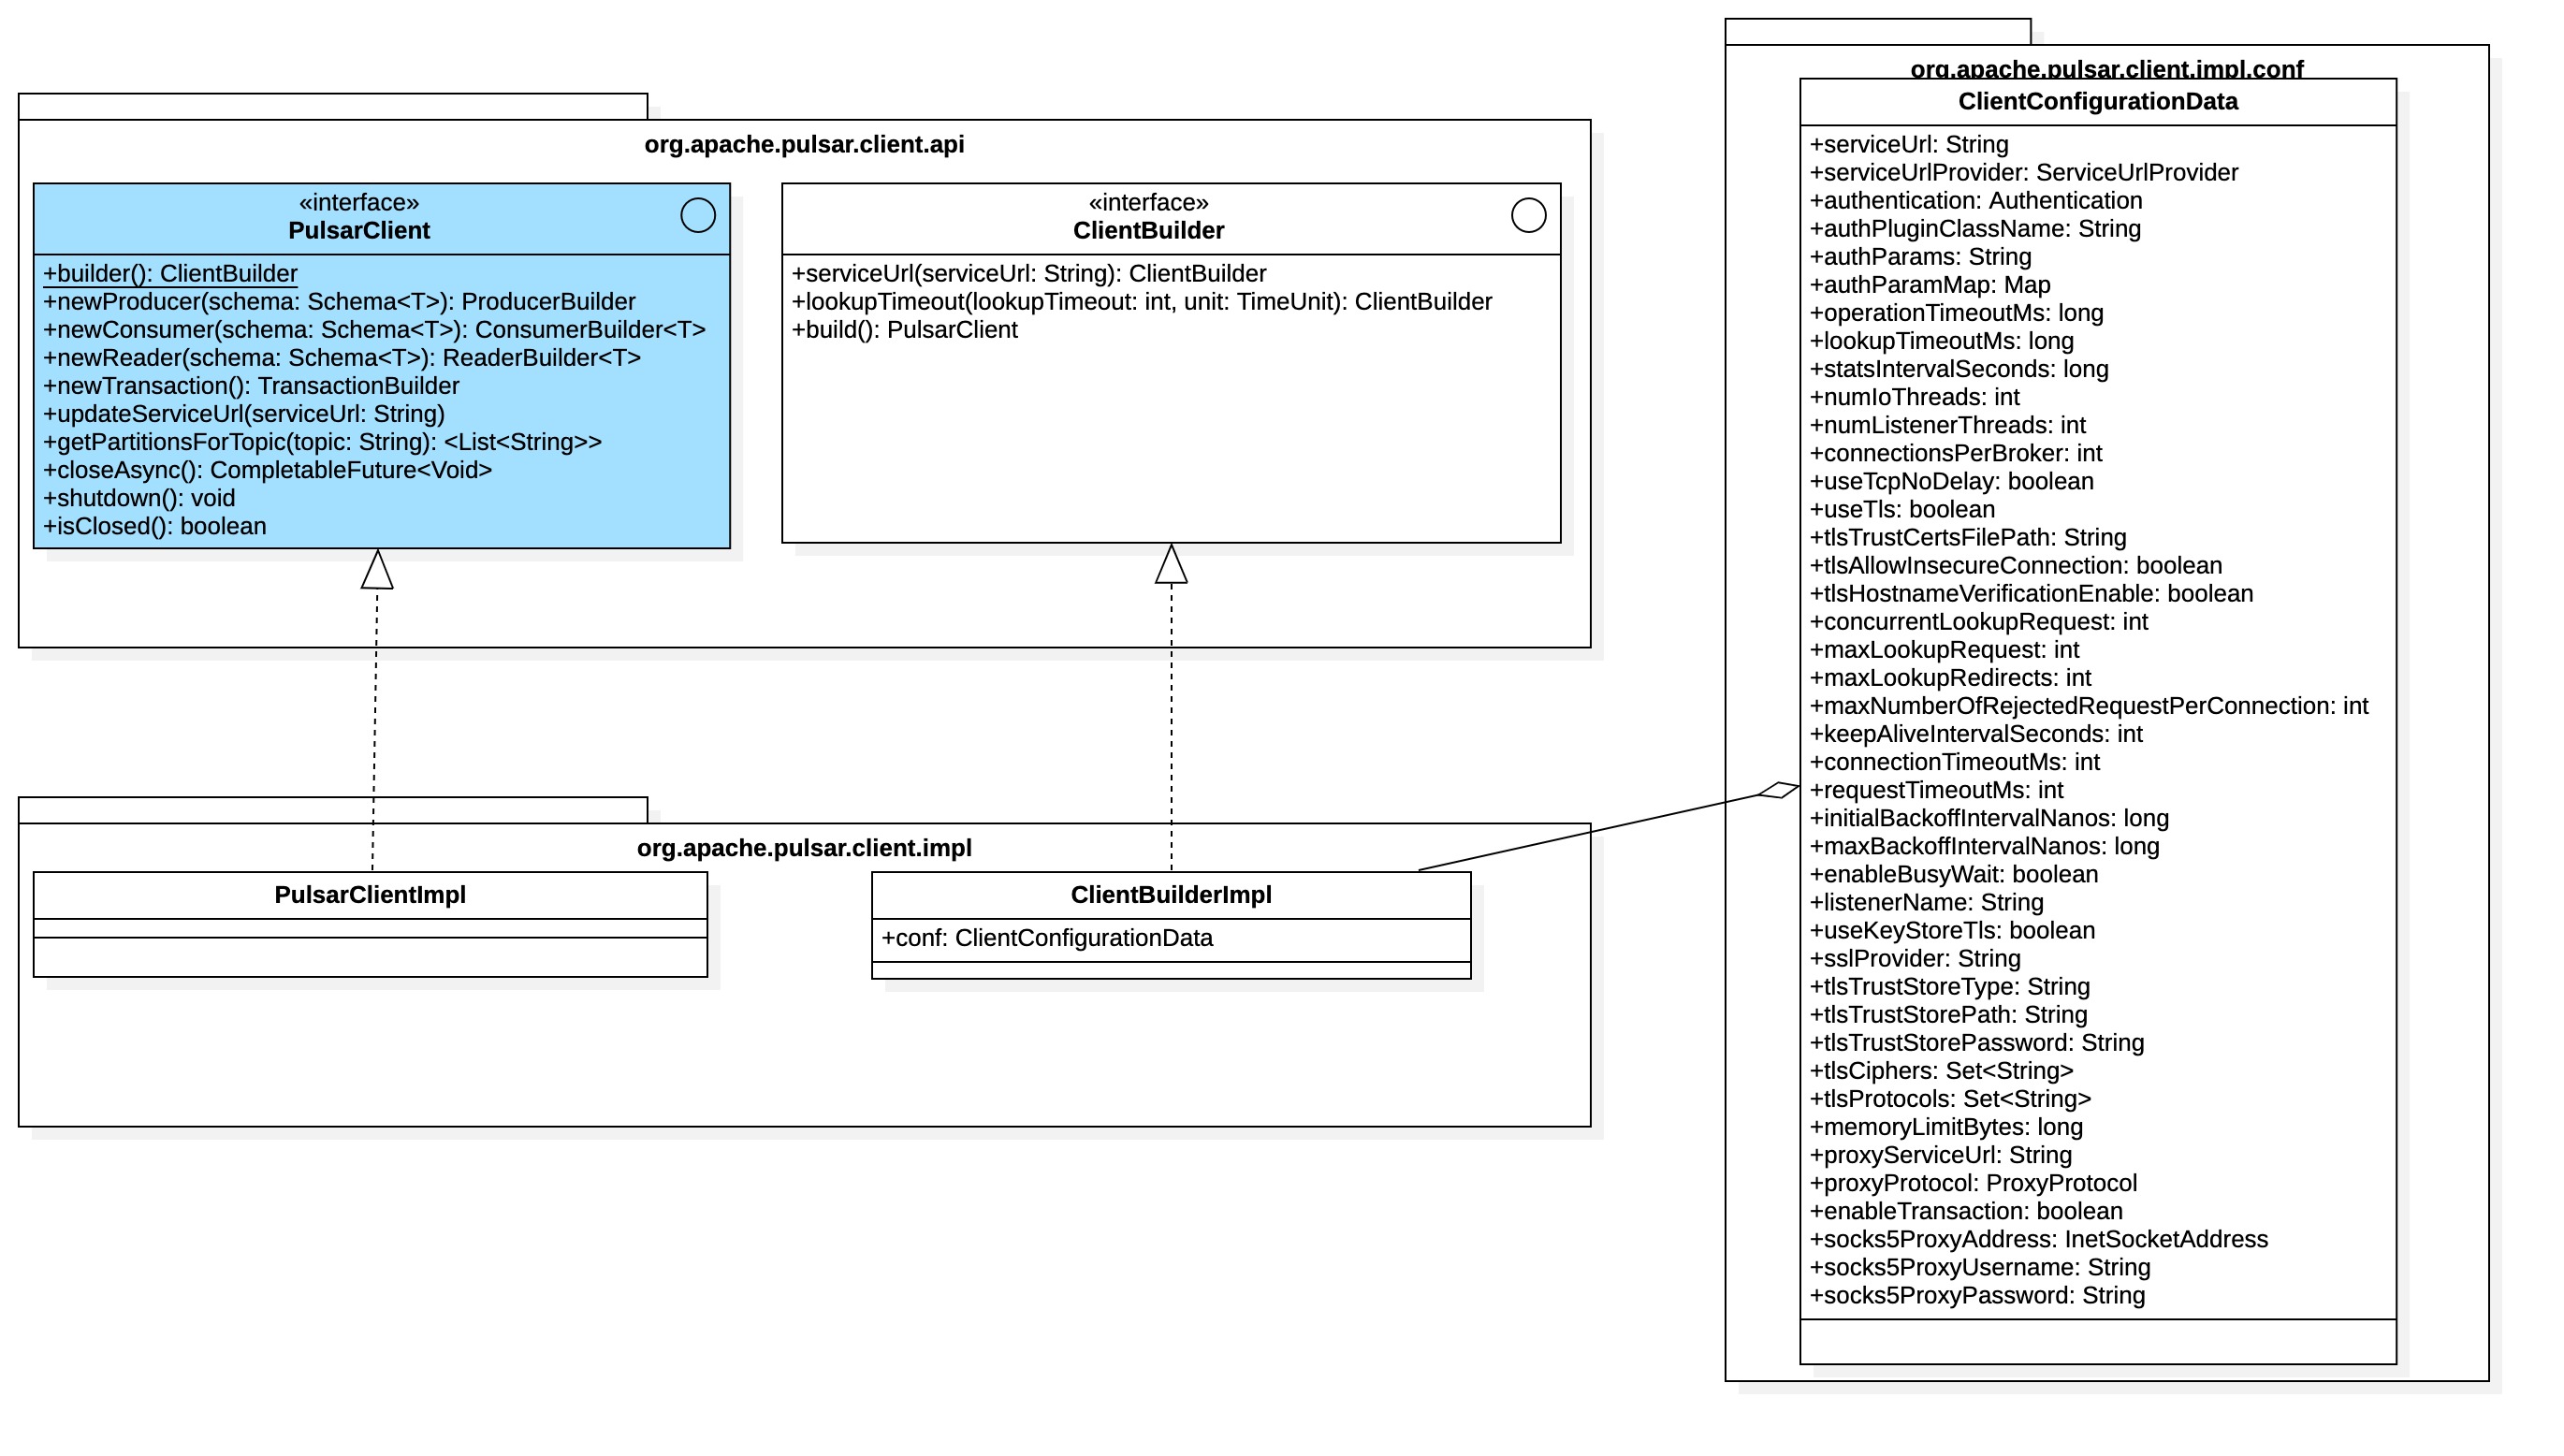 org.apache.pulsar.client.api
«interface»
PulsarClient
+builder(): ClientBuilder
+newProducer(schema: Schema<T>): ProducerBuilder
+newConsumer(schema: Schema<T>): ConsumerBuilder<T>
+newReader(schema: Schema<T>): ReaderBuilder<T>
+newTransaction(): TransactionBuilder
+updateServiceUrl(serviceUrl: String)
+getPartitionsForTopic(topic: String): <List<String>>
+closeAsync(): CompletableFuture<Void>
+shutdown(): void
+isClosed(): boolean
«interface»
ClientBuilder
+serviceUrl(serviceUrl: String): ClientBuilder
+lookupTimeout(lookupTimeout: int, unit: TimeUnit): ClientBuilder
+build(): PulsarClient
org.apache.pulsar.client.impl
PulsarClientImpl
ClientBuilderImpl
+conf: ClientConfigurationData
org.apache.pulsar.client.impl.conf
ClientConfigurationData
+serviceUrl: String
+serviceUrlProvider: ServiceUrlProvider
+authentication: Authentication
+authPluginClassName: String
+authParams: String
+authParamMap: Map
+operationTimeoutMs: long
+lookupTimeoutMs: long
+statsIntervalSeconds: long
+numIoThreads: int
+numListenerThreads: int
+connectionsPerBroker: int
+useTcpNoDelay: boolean
+useTls: boolean
+tlsTrustCertsFilePath: String
+tlsAllowInsecureConnection: boolean
+tlsHostnameVerificationEnable: boolean
+concurrentLookupRequest: int
+maxLookupRequest: int
+maxLookupRedirects: int
+maxNumberOfRejectedRequestPerConnection: int
+keepAliveIntervalSeconds: int
+connectionTimeoutMs: int
+requestTimeoutMs: int
+initialBackoffIntervalNanos: long
+maxBackoffIntervalNanos: long
+enableBusyWait: boolean
+listenerName: String
+useKeyStoreTls: boolean
+sslProvider: String
+tlsTrustStoreType: String
+tlsTrustStorePath: String
+tlsTrustStorePassword: String
+tlsCiphers: Set<String>
+tlsProtocols: Set<String>
+memoryLimitBytes: long
+proxyServiceUrl: String
+proxyProtocol: ProxyProtocol
+enableTransaction: boolean
+socks5ProxyAddress: InetSocketAddress
+socks5ProxyUsername: String
+socks5ProxyPassword: String